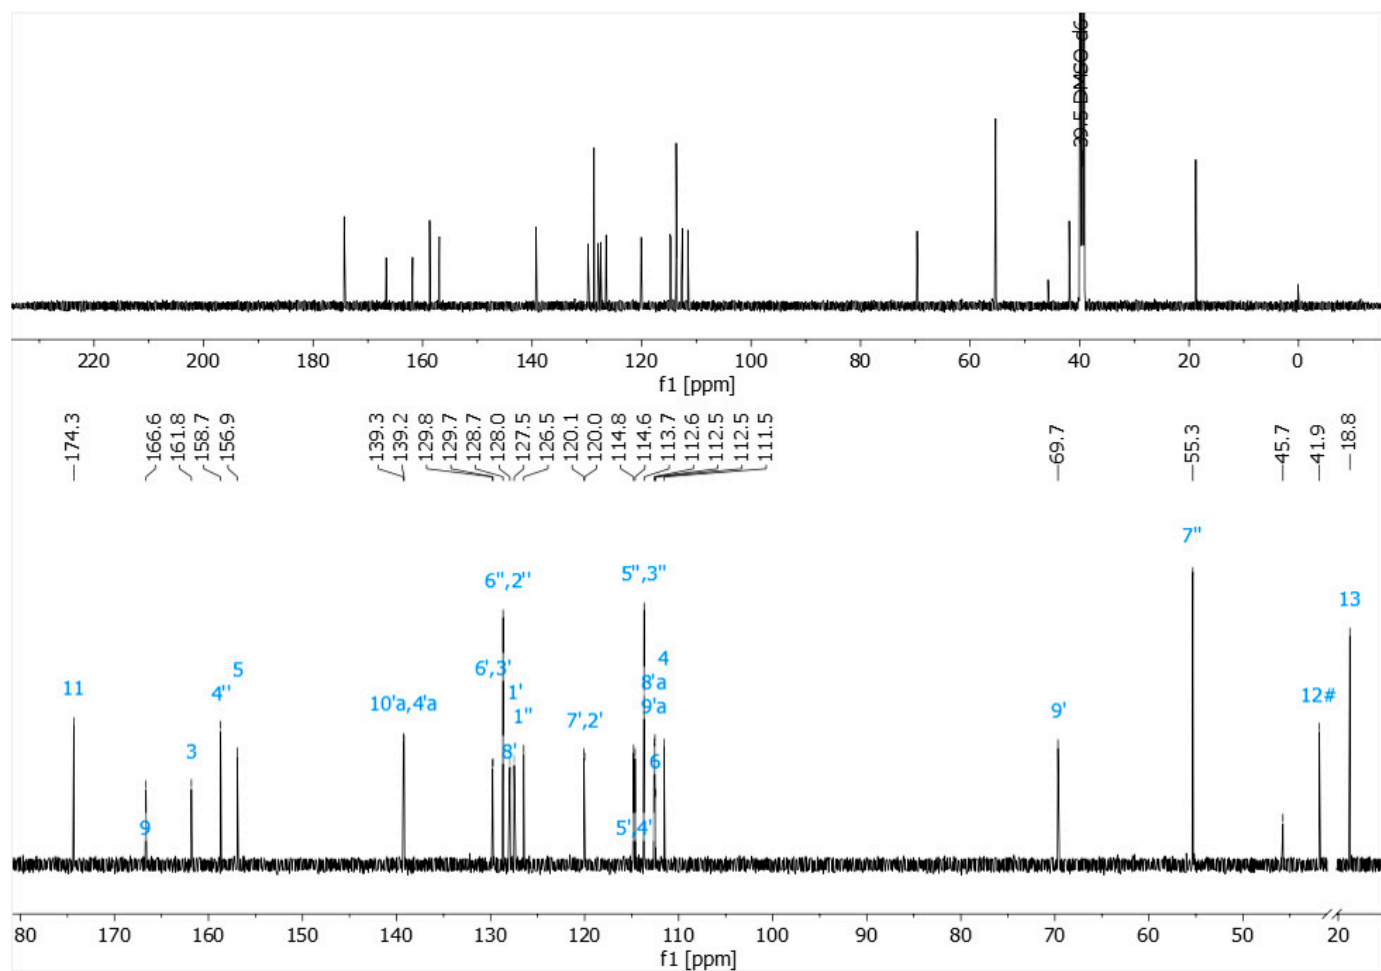 39.5 DMSO-d6
220 200 180 160 140 120 100 80 60 40 20 0
f1 [ppm]
174.3 166.6 161.8 158.7 156.9 139.3 139.2 129.8 129.7 128.7 128.0 127.5 126.5 120.1 120.0 114.8 114.6 113.7 112.6 112.5 112.5 111.5 69.7 55.3 45.7 41.9 18.8
7''
6'',2'' 5'',3''
13
6',3' 4
5
11 4'' 10'a,4'a 1' 8'a 12#
1'' 7',2' 9'a 9'
3 8' 6
9 5',4'
80 170 160 150 140 130 120 110 100 90 80 70 60 50 20
f1 [ppm]